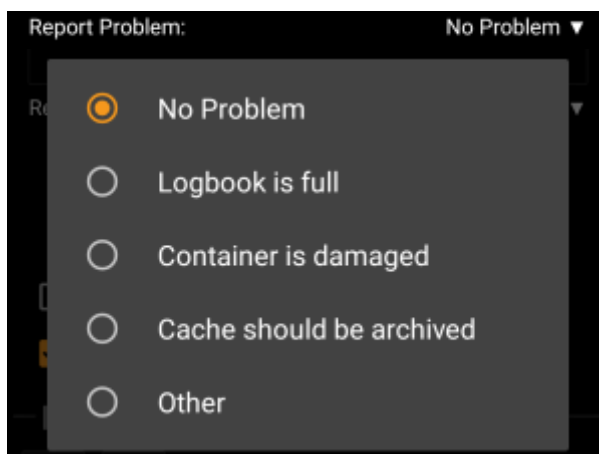 Report Problem: No Problem ▼
No Problem
Logbook is full
Container is damaged
Cache should be archived
Other